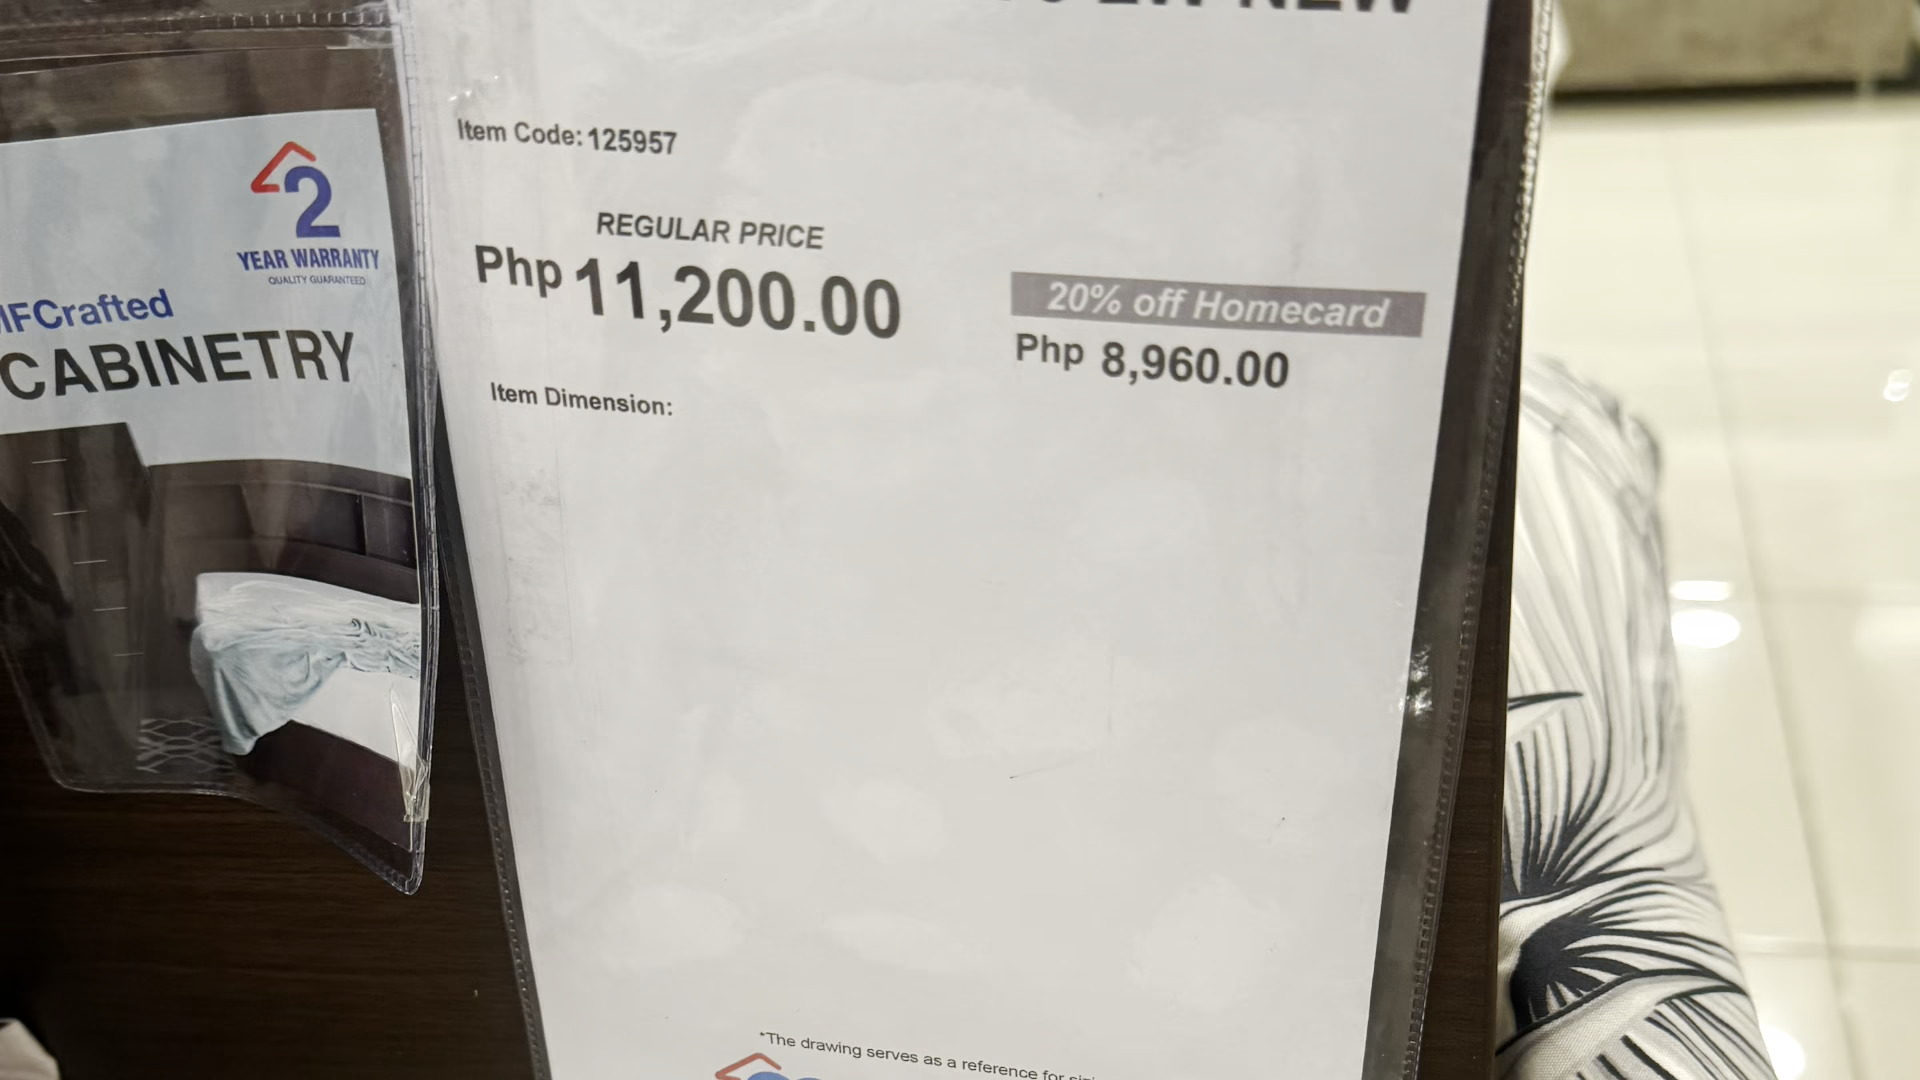 NEW
2
YEAR WARRANTY
QUALITY GUARANTEED
CABINETRY
Item Code: 125957
REGULAR PRICE
Php 11,200.00
20% off Homecard
Php 8,960.00
Item Dimension:
*The drawing serves as a reference for